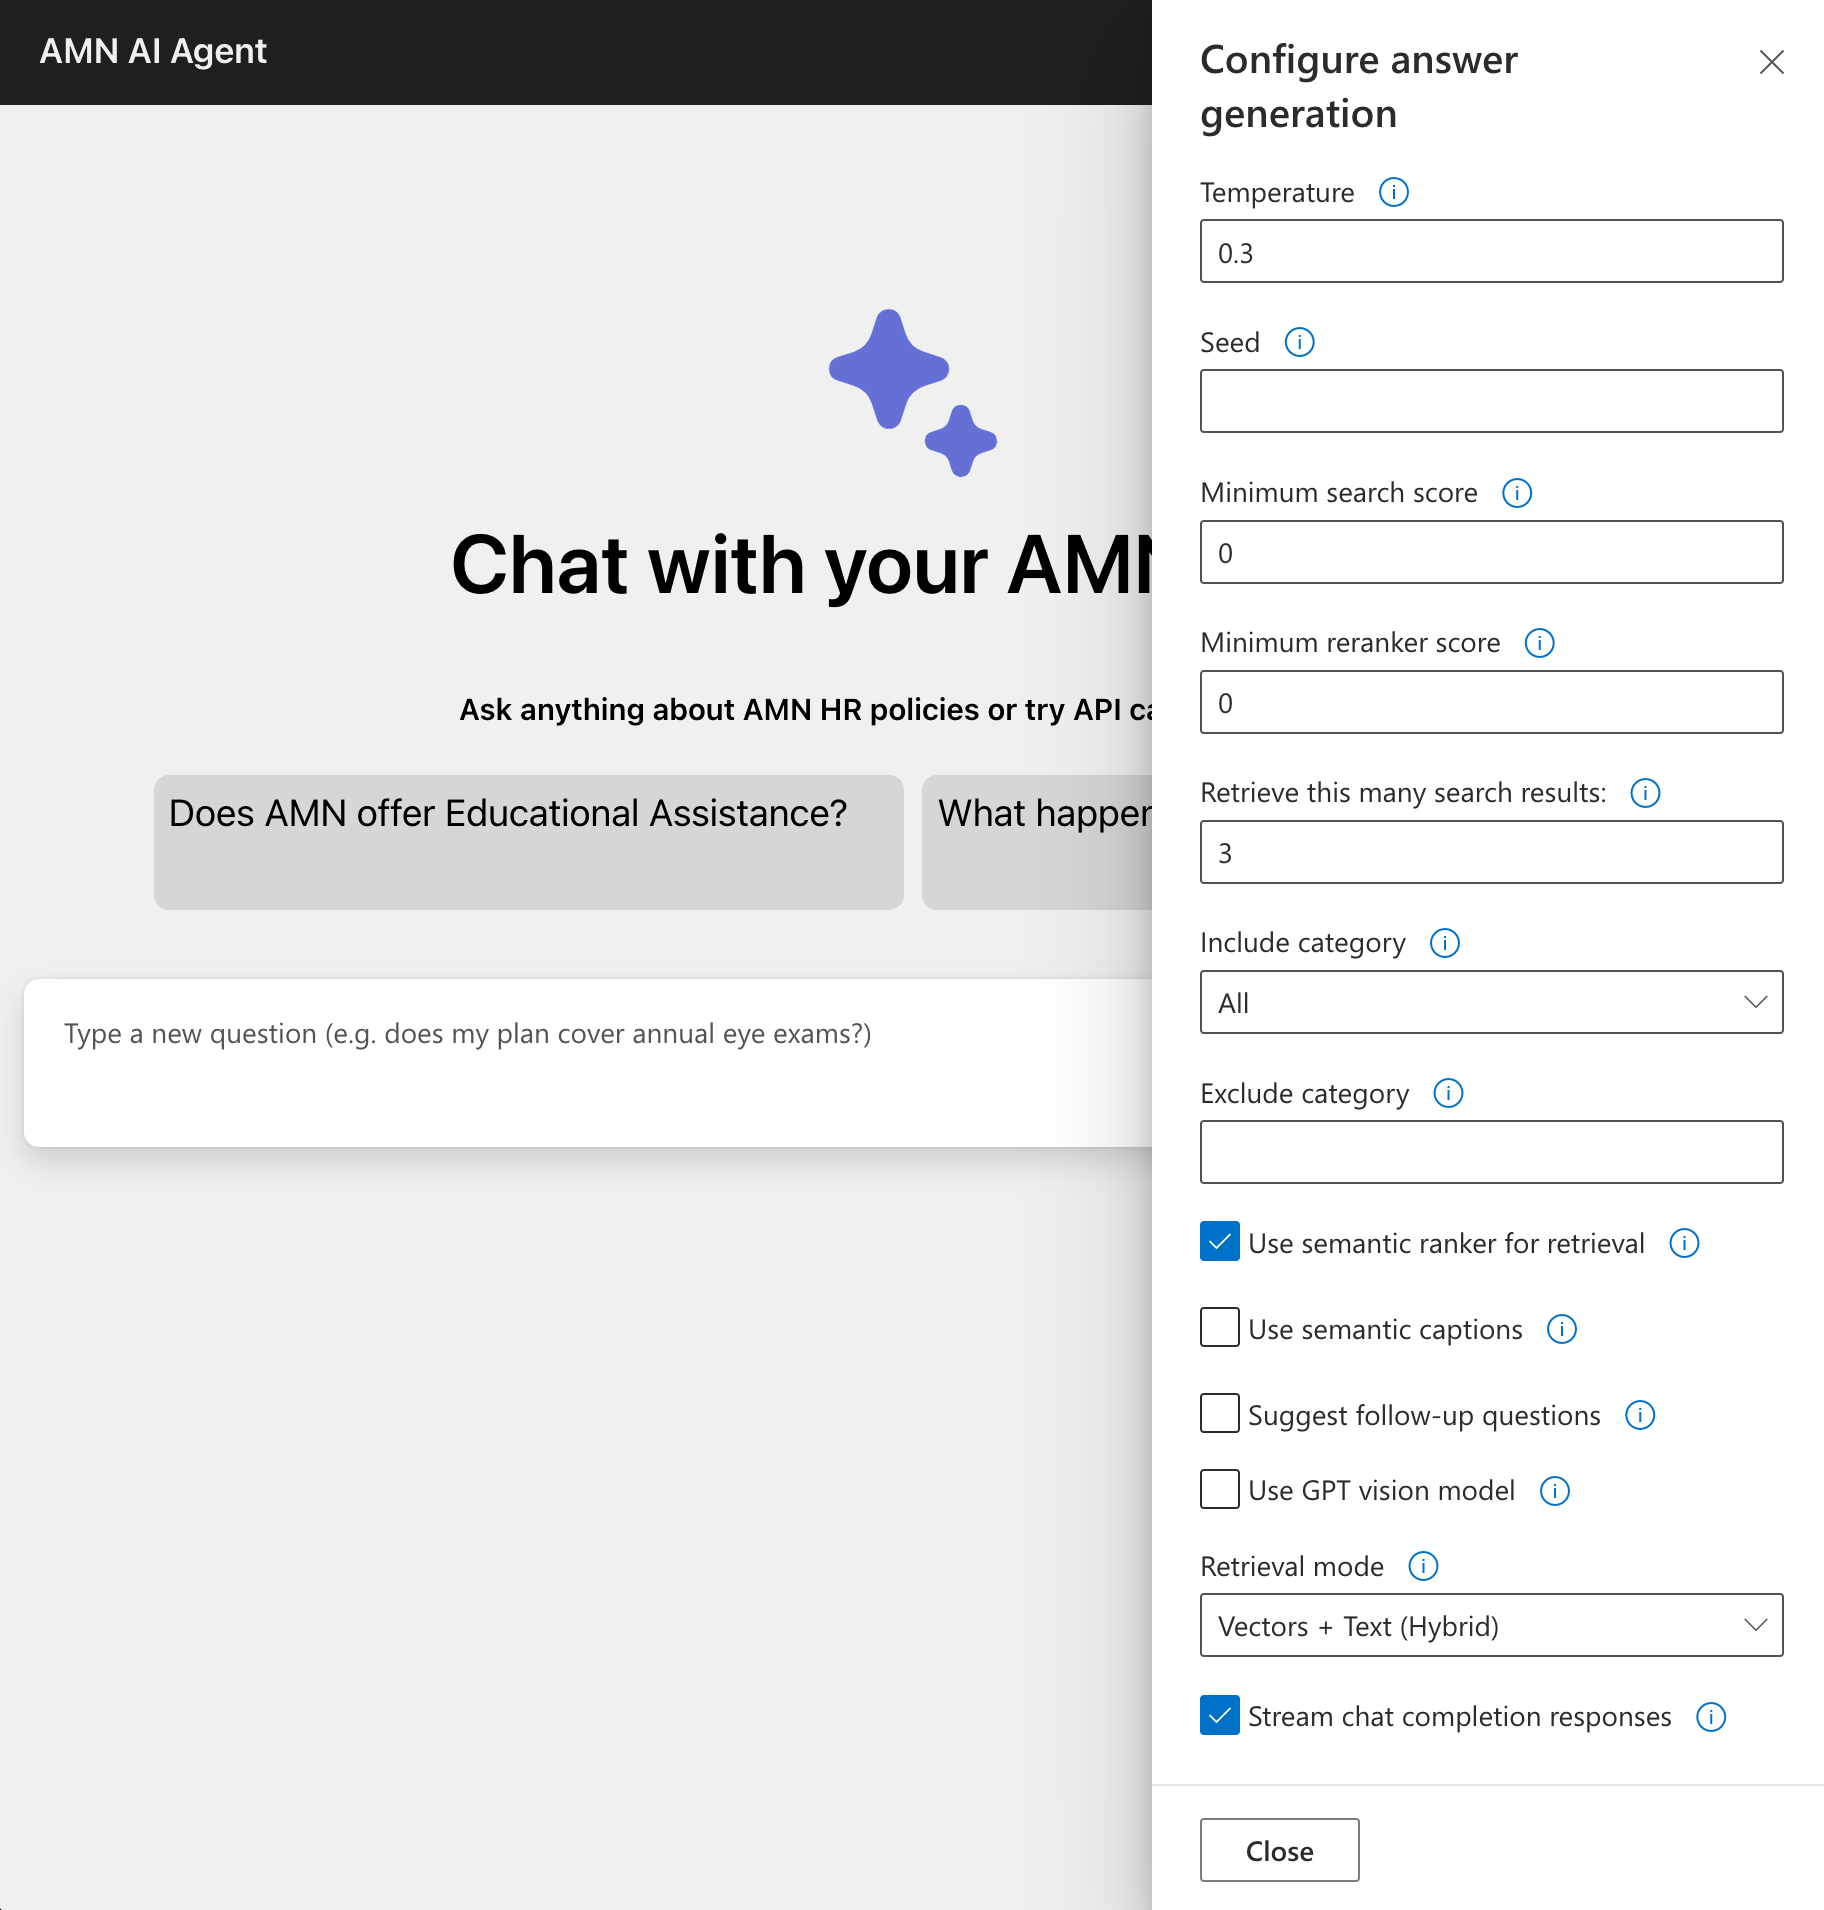 AMN AI Agent
Chat with your AMN
Ask anything about AMN HR policies or try API
Does AMN offer Educational Assistance?
What
Type a new question (e.g. does my plan cover annual eye exams?)
Configure answer
generation
Temperature
0.3
Seed
Minimum search score
0
Minimum reranker score
0
Retrieve this many search results:
3
Include category
All
Exclude category
Use semantic ranker for retrieval
Use semantic captions
Suggest follow-up questions
Use GPT vision model
Retrieval mode
Vectors + Text (Hybrid)
Stream chat completion responses
Close